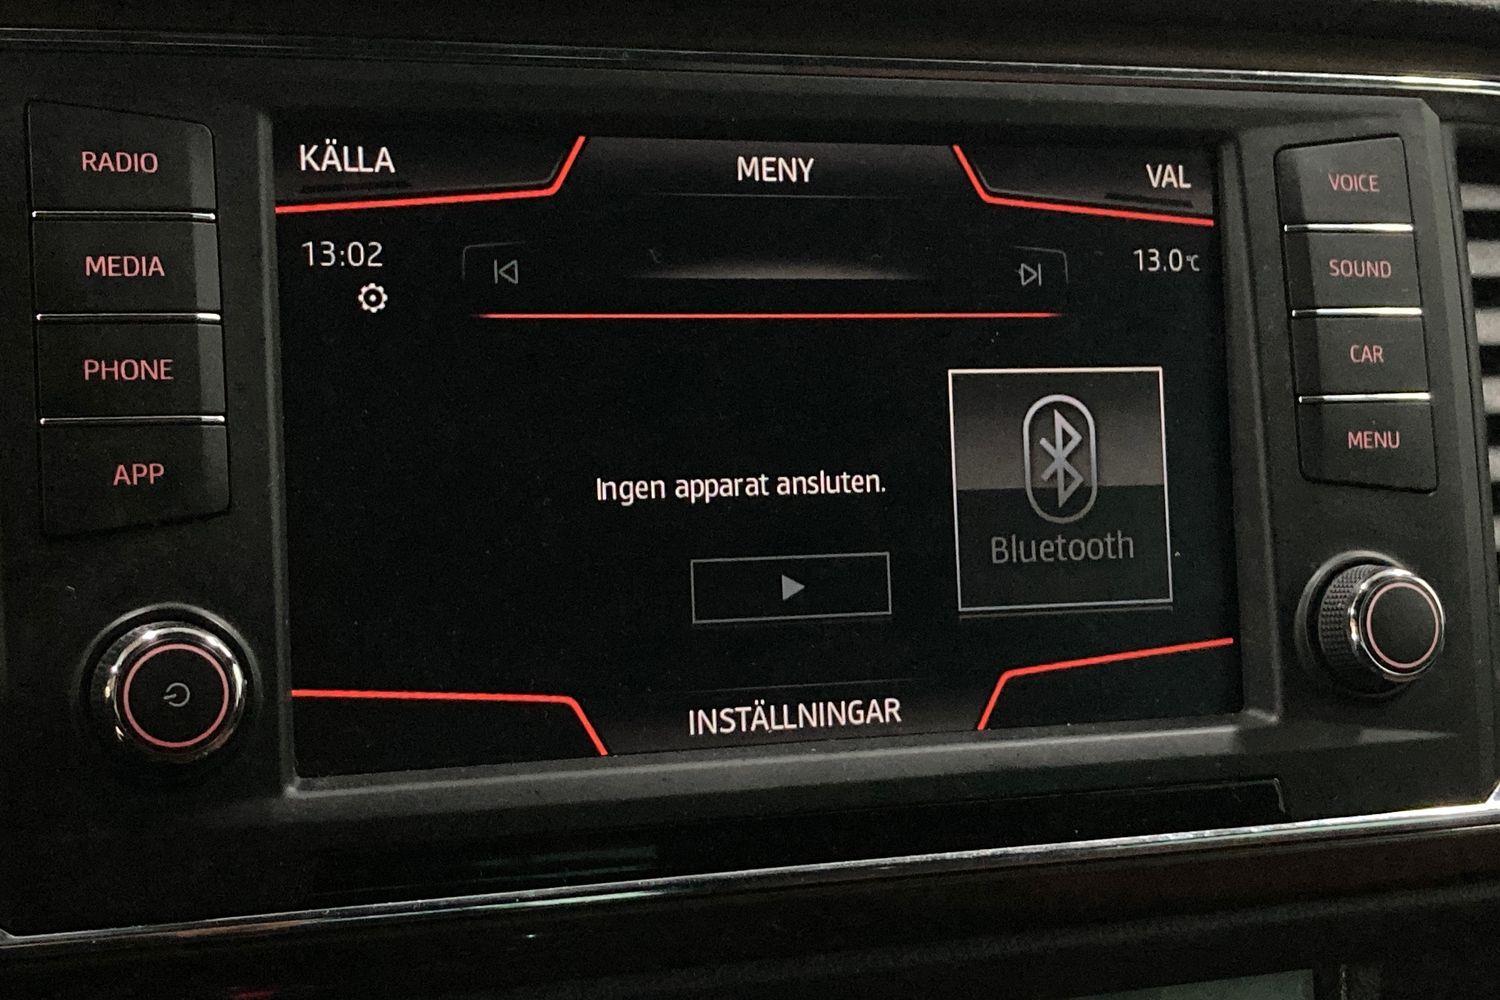 RADIO
MEDIA
PHONE
APP
KÄLLA
MENY
VAL
13:02
13.0°C
Ingen apparat ansluten.
Bluetooth
INSTÄLLNINGAR
VOICE
SOUND
CAR
MENU